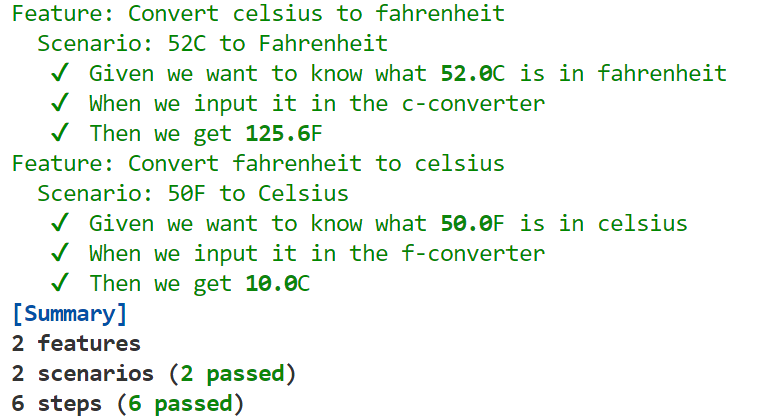 Feature: Convert celsius to fahrenheit
Scenario: 52C to Fahrenheit
✓ Given we want to know what 52.0C is in fahrenheit
✓ When we input it in the c-converter
✓ Then we get 125.6F
Feature: Convert fahrenheit to celsius
Scenario: 50F to Celsius
✓ Given we want to know what 50.0F is in celsius
✓ When we input it in the f-converter
✓ Then we get 10.0C
[Summary]
2 features
2 scenarios (2 passed)
6 steps (6 passed)